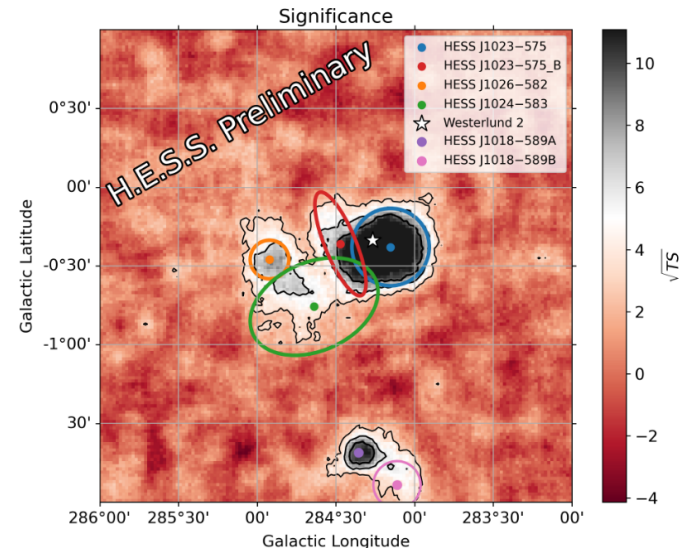 Significance
H.E.S.S. Preliminary
HESS J1023−575
HESS J1023−575_B
HESS J1026−582
HESS J1024−583
Westerlund 2
HESS J1018−589A
HESS J1018−589B
Galactic Latitude
0°30'
00'
-0°30'
-1°00'
30'
286°00'
285°30'
00'
284°30'
00'
283°30'
00'
Galactic Longitude
10
8
6
4
2
0
−2
−4
√TS